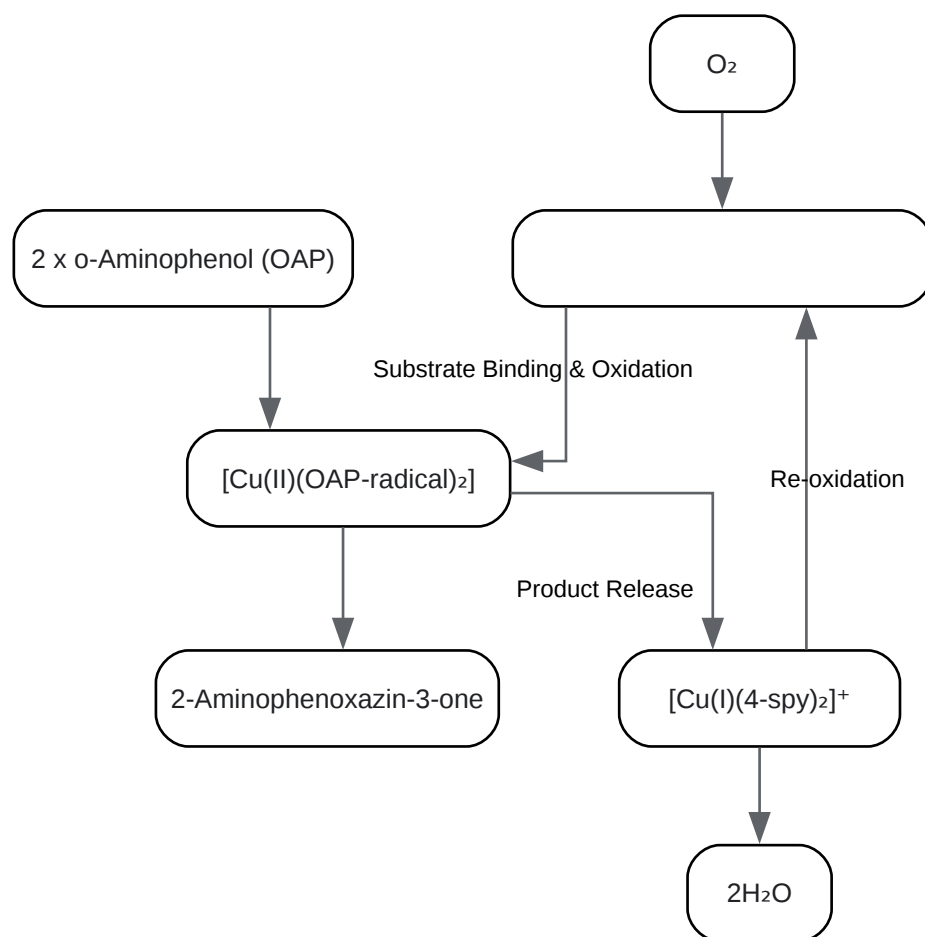 O₂
2 x o-Aminophenol (OAP)
Substrate Binding & Oxidation
[Cu(II)(OAP-radical)₂]
Re-oxidation
Product Release
2-Aminophenoxazin-3-one
[Cu(I)(4-spy)₂]⁺
2H₂O